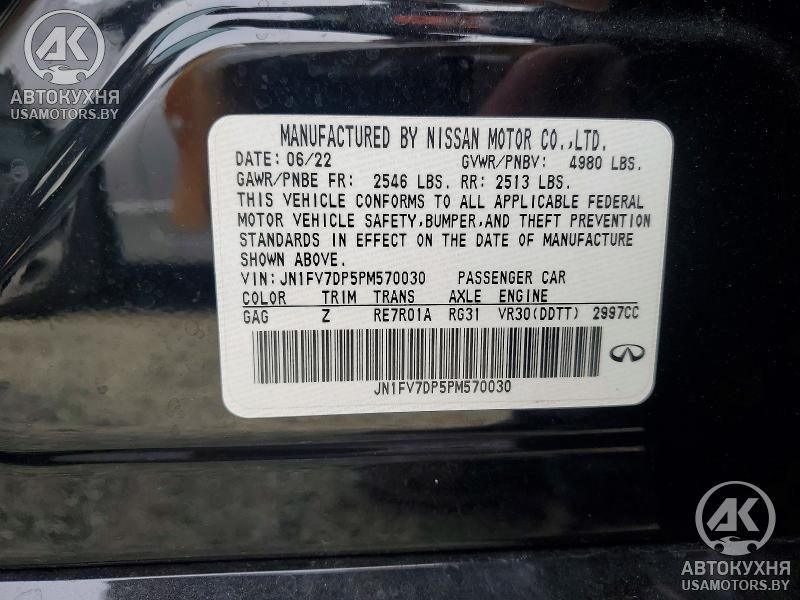 AK
АВТОКУХНЯ
USAMOTORS.BY
MANUFACTURED BY NISSAN MOTOR CO.,LTD.
DATE: 06/22 GVWR/PNBV: 4980 LBS.
GAWR/PNBE FR: 2546 LBS. RR: 2513 LBS.
THIS VEHICLE CONFORMS TO ALL APPLICABLE FEDERAL
MOTOR VEHICLE SAFETY,BUMPER,AND THEFT PREVENTION
STANDARDS IN EFFECT ON THE DATE OF MANUFACTURE
SHOWN ABOVE.
VIN: JN1FV7DP5PM570030 PASSENGER CAR
COLOR TRIM TRANS AXLE ENGINE
GAG Z RE7R01A RG31 VR30(DDTT) 2997CC
JN1FV7DP5PM570030
AK
АВТОКУХНЯ
USAMOTORS.BY